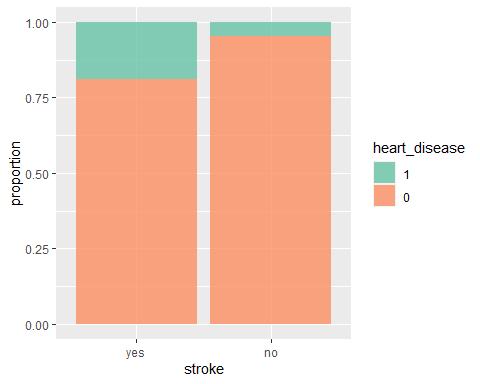 1.00
0.75
0.50
0.25
0.00
proportion
yes no
stroke
heart_disease
1
0